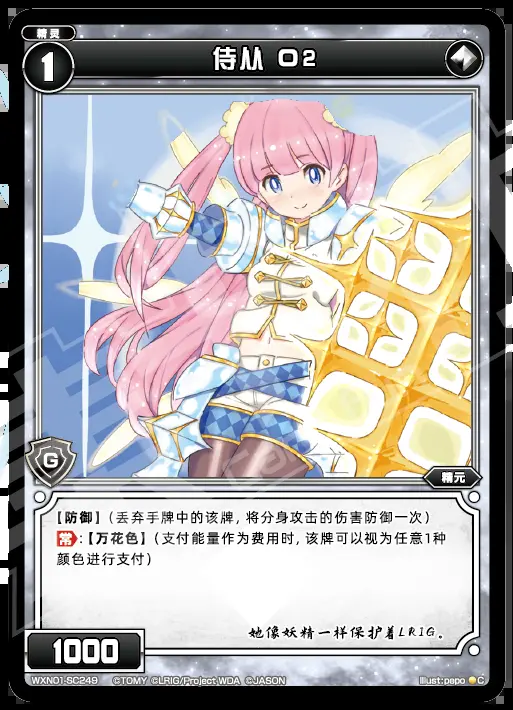 精灵
1
侍从 O2
G
精元
【防御】(丢弃手牌中的该牌, 将分身攻击的伤害防御一次)
常:【万花色】(支付能量作为费用时, 该牌可以视为任意1种
颜色进行支付)
她像妖精一样保护着LRIG。
1000
WXN01-SC249 ©TOMY ©LRIG/Project WDA ©JASON
Illust:pepo C